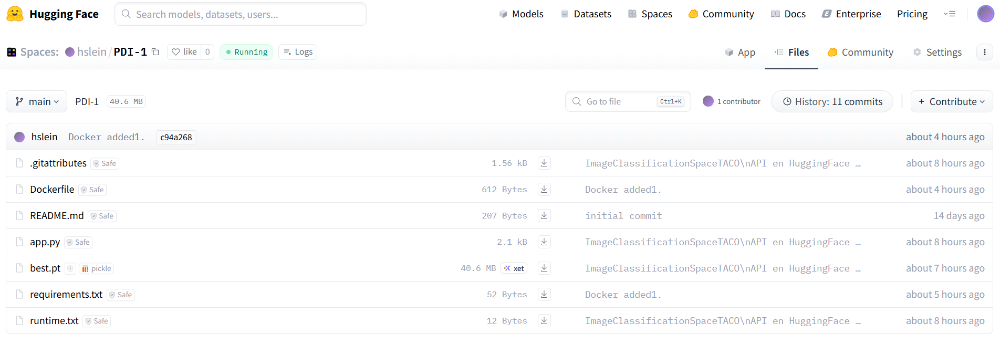 Hugging Face Search models, datasets, users... Models Datasets Spaces Community Docs Enterprise Pricing
Spaces: hslein/PDI-1 like 0 Running Logs App Files Community Settings
main PDI-1 40.6 MB Go to file Ctrl+K 1 contributor History: 11 commits + Contribute
hslein Docker added1. c94a268 about 4 hours ago
.gitattributes Safe 1.56 kB ImageClassificationSpaceTACO\nAPI en HuggingFace … about 8 hours ago
Dockerfile Safe 612 Bytes Docker added1. about 4 hours ago
README.md Safe 207 Bytes initial commit 14 days ago
app.py Safe 2.1 kB ImageClassificationSpaceTACO\nAPI en HuggingFace … about 8 hours ago
best.pt pickle 40.6 MB xet ImageClassificationSpaceTACO\nAPI en HuggingFace … about 7 hours ago
requirements.txt Safe 52 Bytes Docker added1. about 5 hours ago
runtime.txt Safe 12 Bytes ImageClassificationSpaceTACO\nAPI en HuggingFace … about 8 hours ago